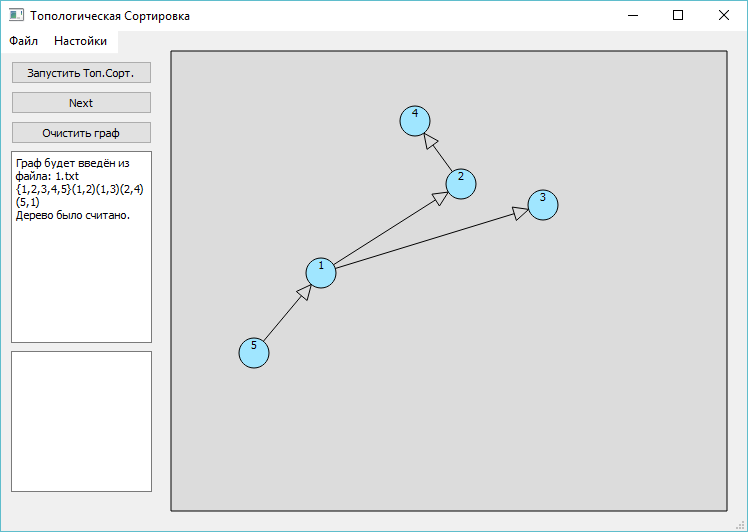 Топологическая Сортировка
Файл Настойки
Запустить Топ.Сорт.
Next
Очистить граф
Граф будет введён из
файла: 1.txt
{1,2,3,4,5}(1,2)(1,3)(2,4)
(5,1)
Дерево было считано.
4
2
3
1
5